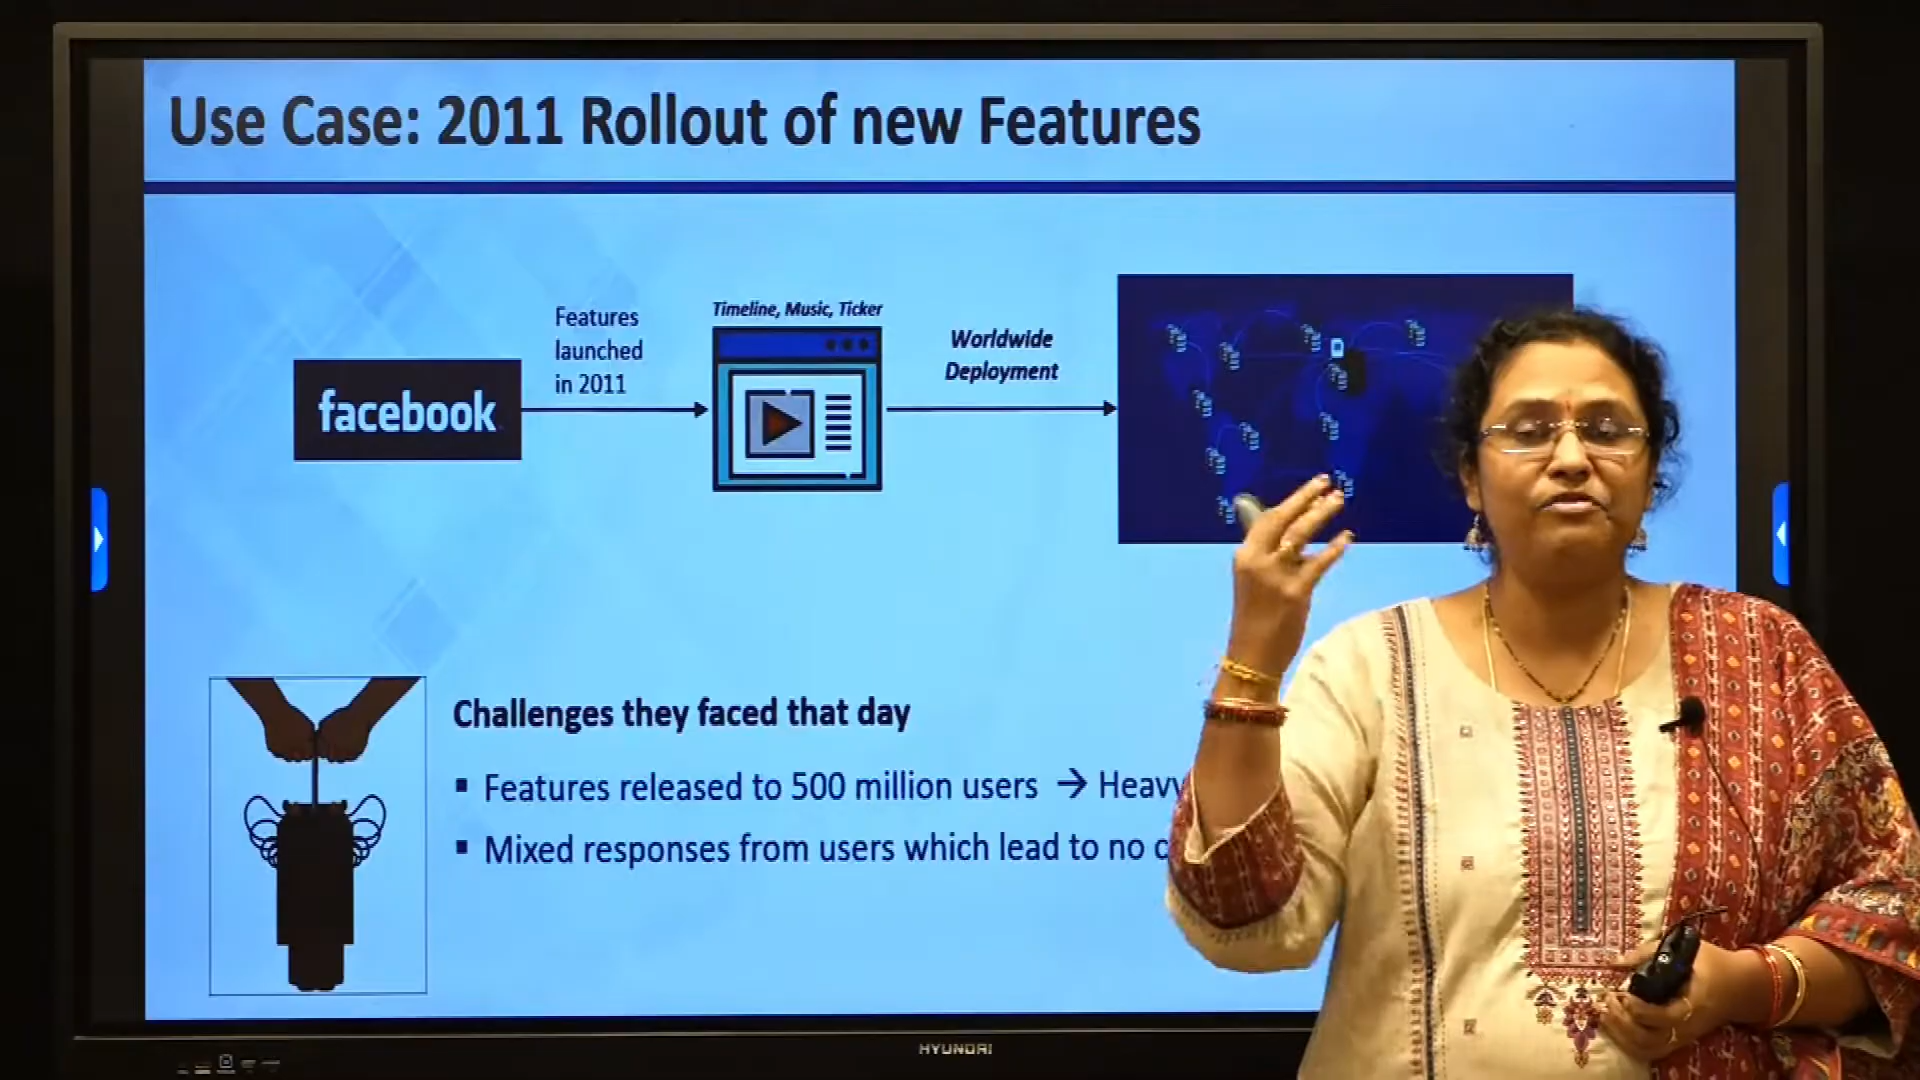 Use Case: 2011 Rollout of new Features
Features
launched
in 2011
Timeline, Music, Ticker
Worldwide
Deployment
facebook
Challenges they faced that day
▪ Features released to 500 million users → Heavy
▪ Mixed responses from users which lead to no
HYUNDAI